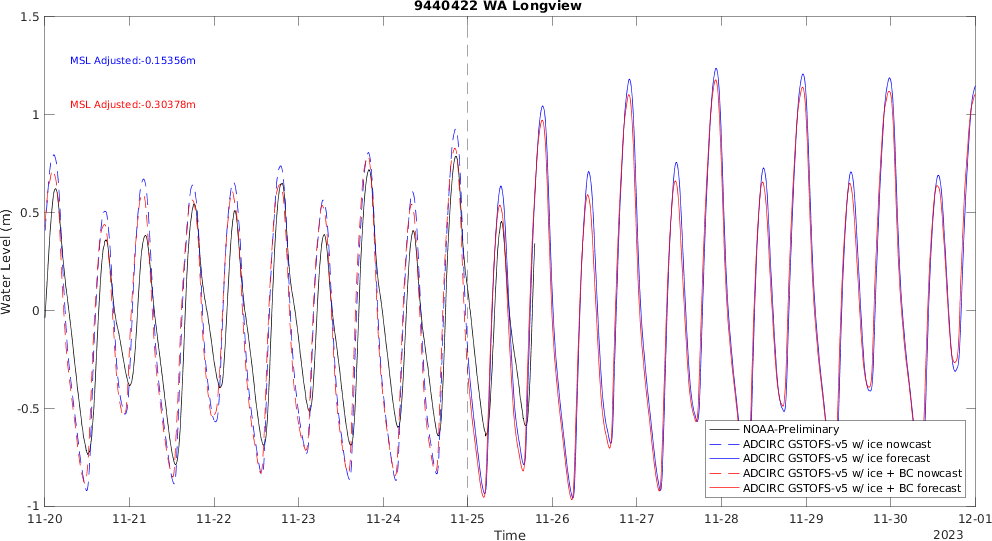 9440422 WA Longview
MSL Adjusted:-0.15356m
MSL Adjusted:-0.30378m
Water Level (m)
1.5
1
0.5
0
-0.5
-1
NOAA-Preliminary
ADCIRC GSTOFS-v5 w/ ice nowcast
ADCIRC GSTOFS-v5 w/ ice forecast
ADCIRC GSTOFS-v5 w/ ice + BC nowcast
ADCIRC GSTOFS-v5 w/ ice + BC forecast
11-20 11-21 11-22 11-23 11-24 11-25 11-26 11-27 11-28 11-29 11-30 12-01
Time
2023